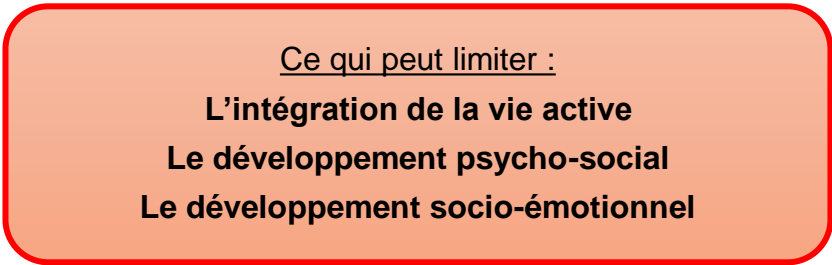 Ce qui peut limiter :
L’intégration de la vie active
Le développement psycho-social
Le développement socio-émotionnel